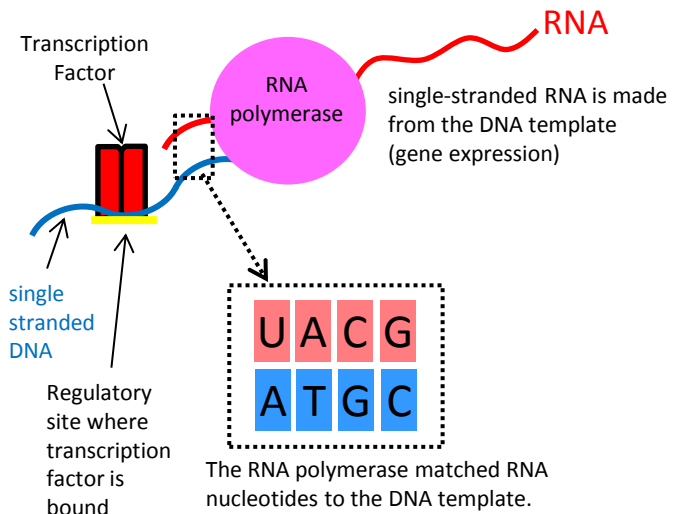 Transcription
Factor
RNA
polymerase
RNA
single-stranded RNA is made
from the DNA template
(gene expression)
single
stranded
DNA
Regulatory
site where
transcription
factor is
bound
U A C G
A T G C
The RNA polymerase matched RNA
nucleotides to the DNA template.